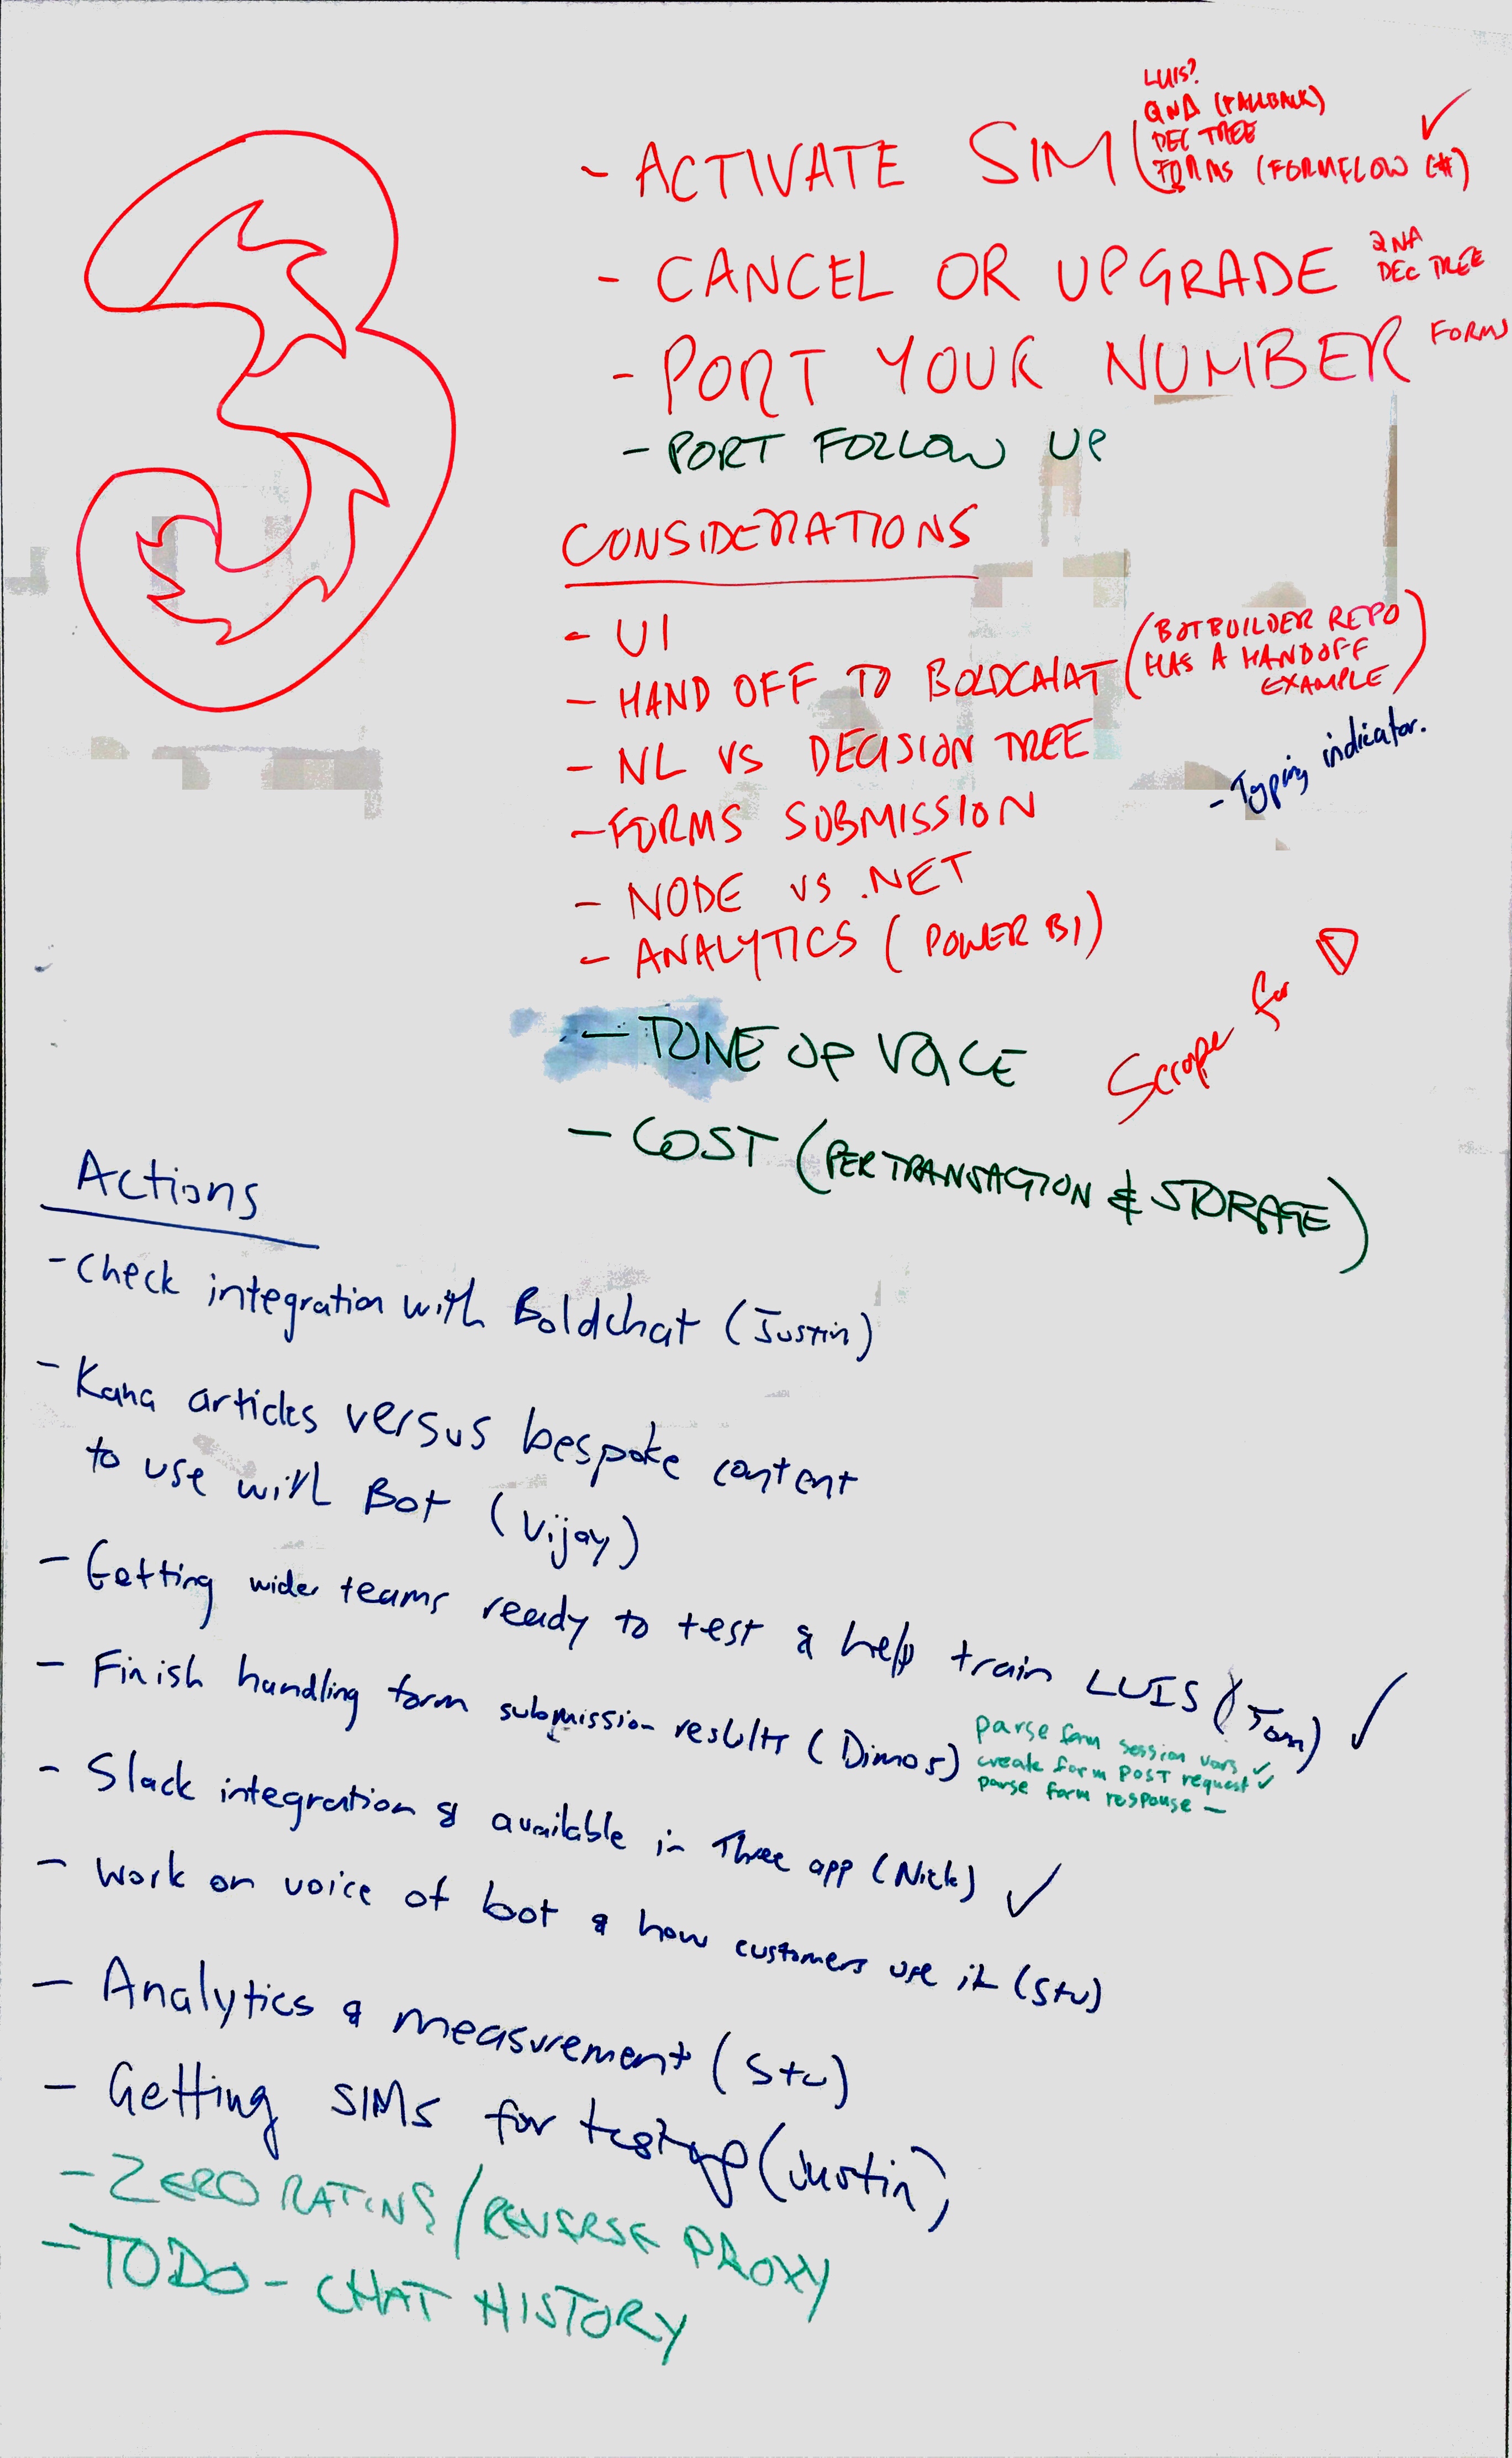 LUIS?
QNA (FALLBACK)
DEC TREE
- ACTIVATE SIM ( FORMS (FORMFLOW C#) ✓
- CANCEL OR UPGRADE QNA
DEC TREE
- PORT YOUR NUMBER FORMS
- PORT FOLLOW UP
CONSIDERATIONS
- UI
- HAND OFF TO BOLDCHAT (BOTBUILDER REPO
HAS A HANDOFF
EXAMPLE)
- NL VS DECISION TREE
- Typing indicator.
- FORMS SUBMISSION
- NODE VS .NET
- ANALYTICS (POWER BI)
- TONE OF VOICE
Scrope for
- COST (PER TRANSACTION & STORAGE)
Actions
- Check integration with Boldchat (Justin)
- Kana articles versus bespoke content
to use with Bot (Vijay)
- Getting wider teams ready to test & help train LUIS (Tom) ✓
- Finish handling form submission results (Dimos)
parse form session vars ✓
create form POST request ✓
parse form response –
- Slack integration & available in Three app (Nick) ✓
- Work on voice of bot & how customers use it (Stu)
- Analytics & measurement (Stu)
- Getting SIMS for testing (Justin)
- ZERO RATING / REVERSE PROXY
- TODO - CHAT HISTORY